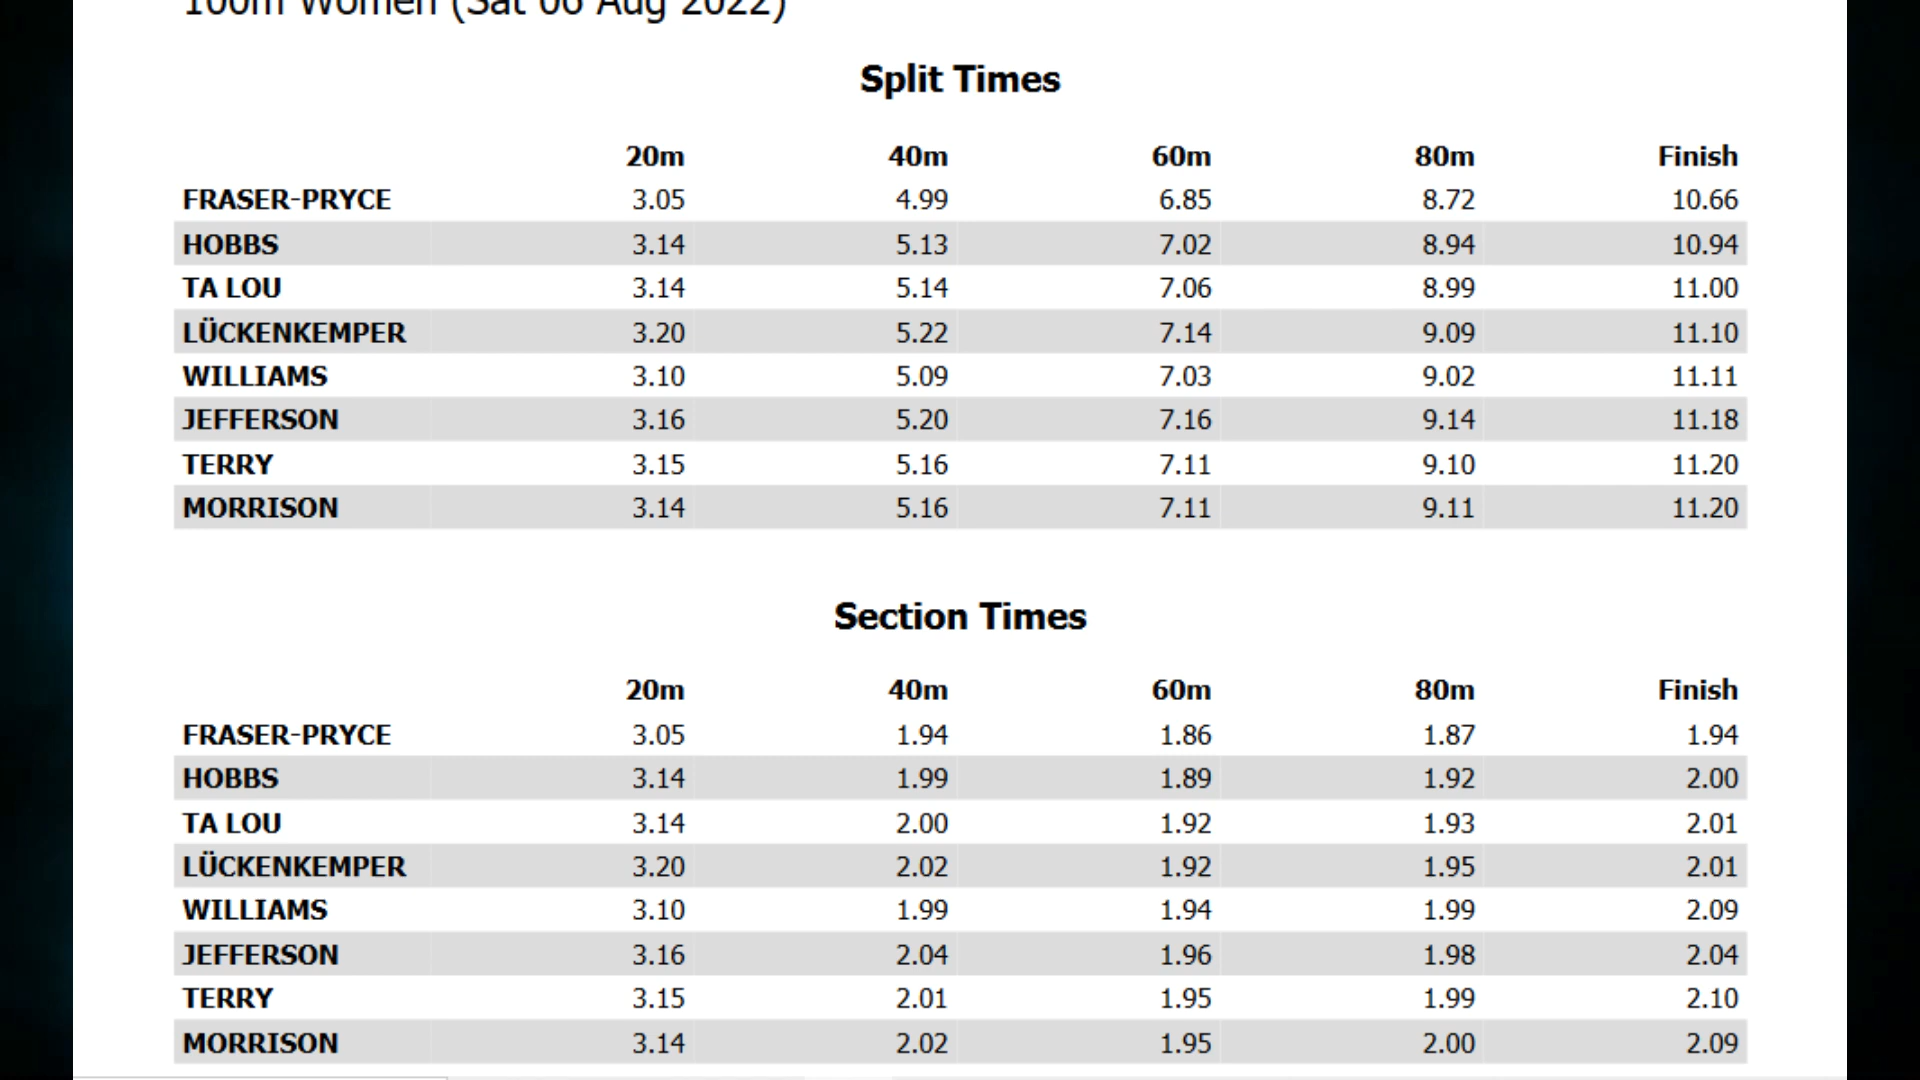 100m Women (Sat 06 Aug 2022)
Split Times
20m 40m 60m 80m Finish
FRASER-PRYCE 3.05 4.99 6.85 8.72 10.66
HOBBS 3.14 5.13 7.02 8.94 10.94
TA LOU 3.14 5.14 7.06 8.99 11.00
LÜCKENKEMPER 3.20 5.22 7.14 9.09 11.10
WILLIAMS 3.10 5.09 7.03 9.02 11.11
JEFFERSON 3.16 5.20 7.16 9.14 11.18
TERRY 3.15 5.16 7.11 9.10 11.20
MORRISON 3.14 5.16 7.11 9.11 11.20
Section Times
20m 40m 60m 80m Finish
FRASER-PRYCE 3.05 1.94 1.86 1.87 1.94
HOBBS 3.14 1.99 1.89 1.92 2.00
TA LOU 3.14 2.00 1.92 1.93 2.01
LÜCKENKEMPER 3.20 2.02 1.92 1.95 2.01
WILLIAMS 3.10 1.99 1.94 1.99 2.09
JEFFERSON 3.16 2.04 1.96 1.98 2.04
TERRY 3.15 2.01 1.95 1.99 2.10
MORRISON 3.14 2.02 1.95 2.00 2.09